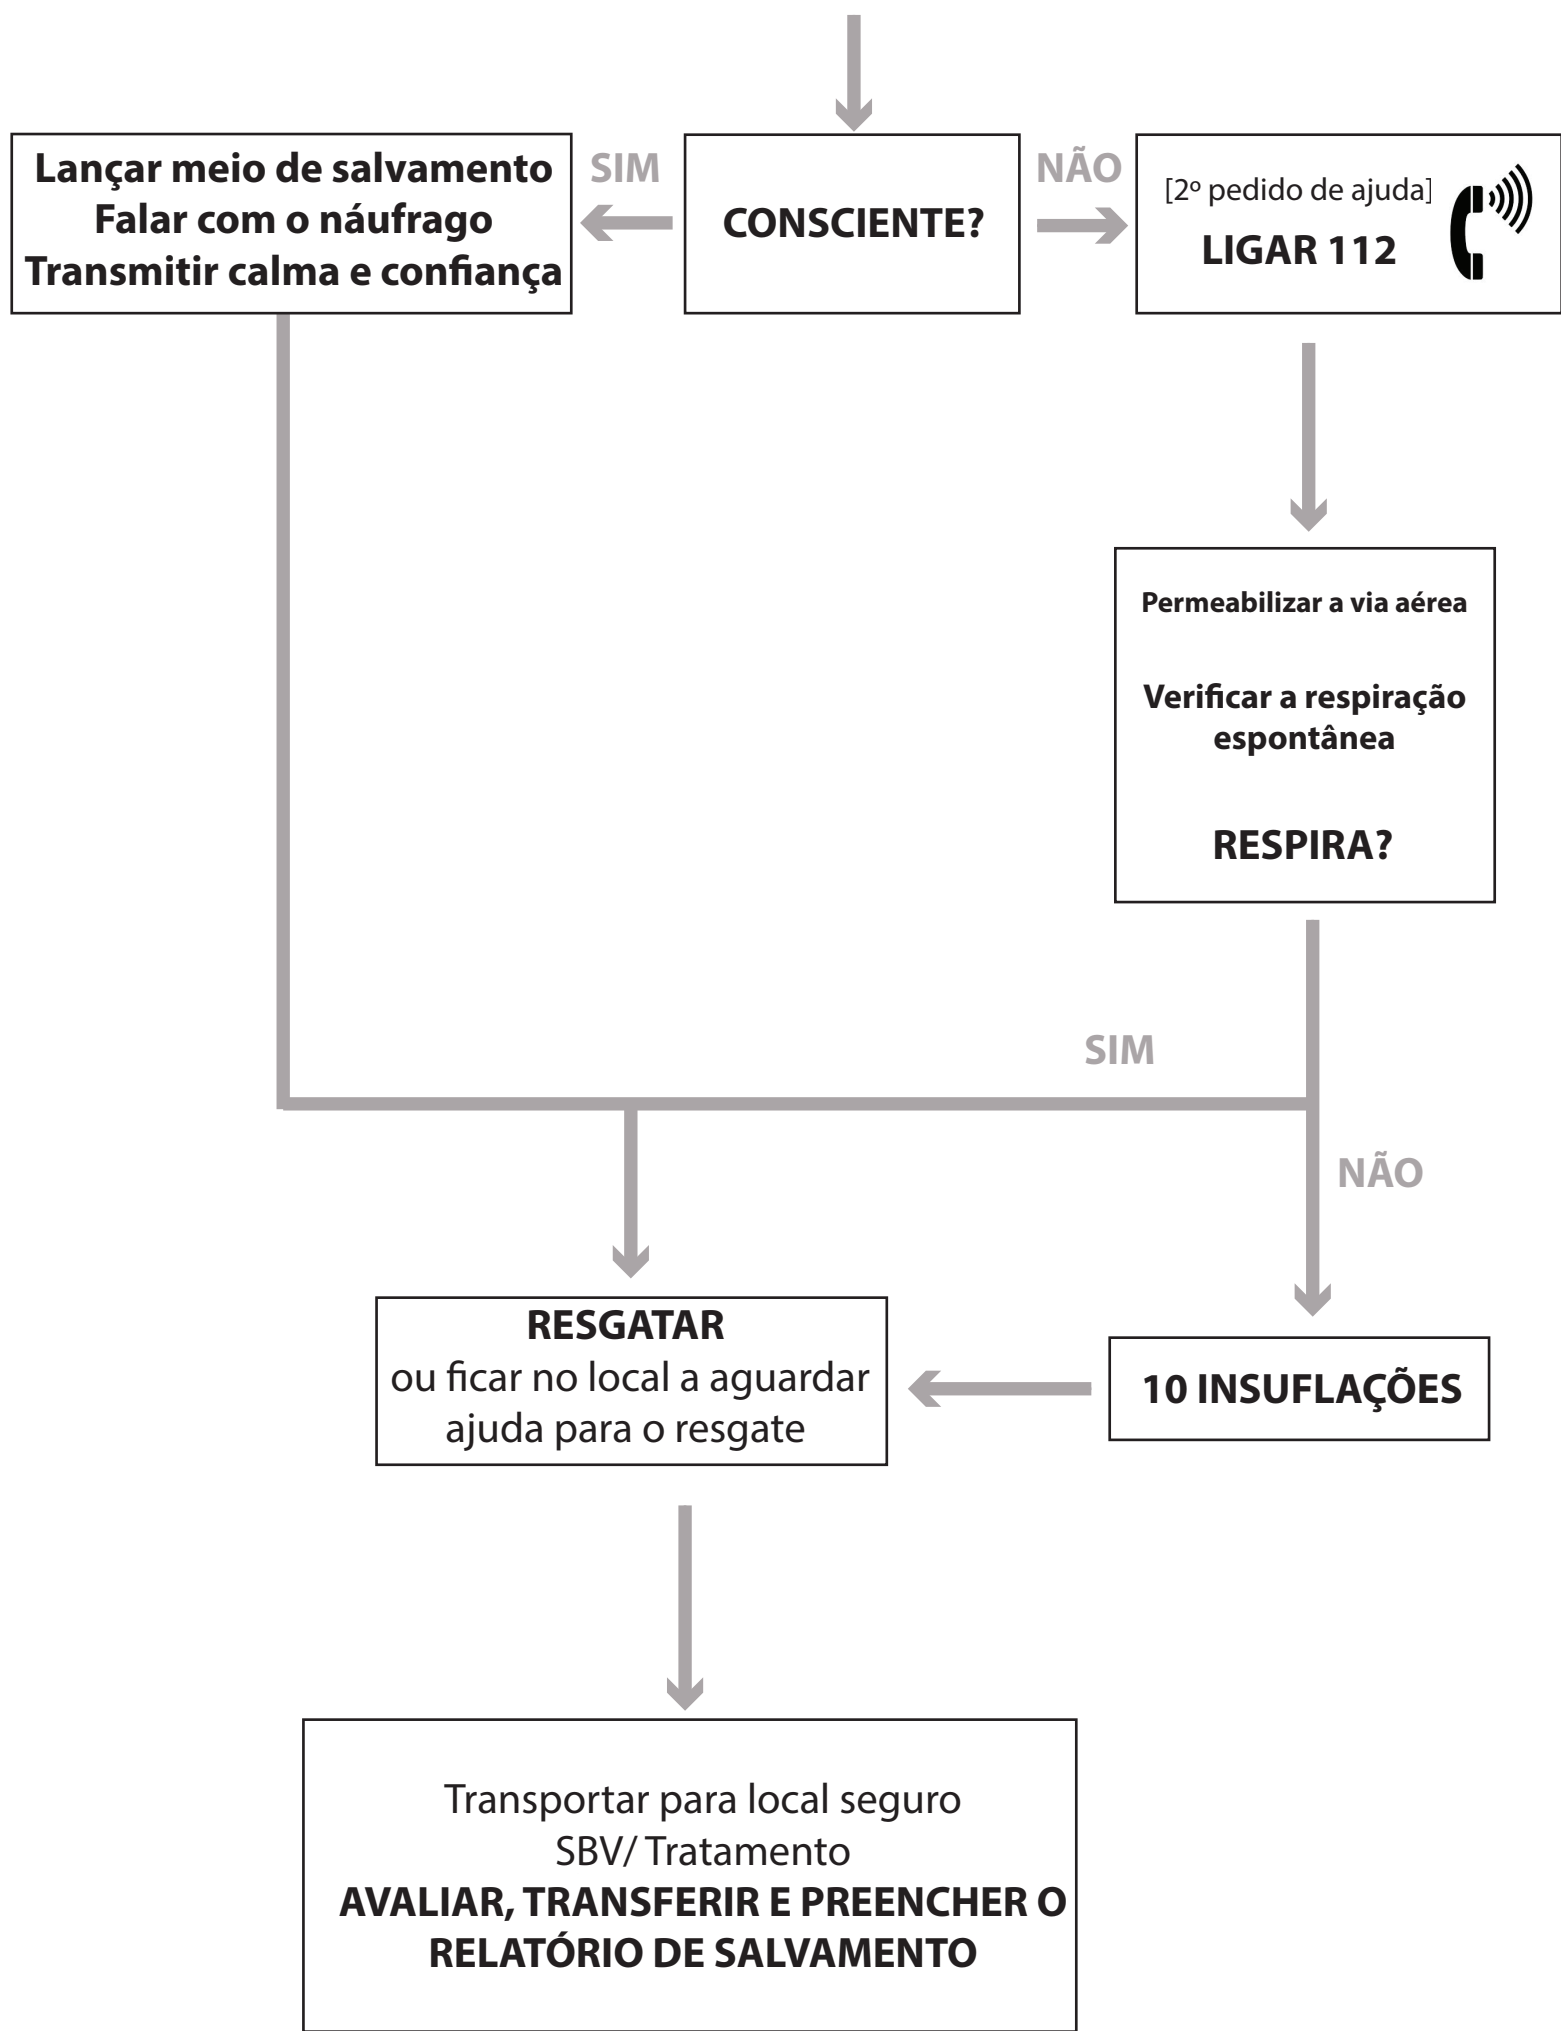 Lançar meio de salvamento
Falar com o náufrago
Transmitir calma e confiança
SIM
CONSCIENTE?
NÃO
[2º pedido de ajuda]
LIGAR 112
Permeabilizar a via aérea
Verificar a respiração
espontânea
RESPIRA?
SIM
NÃO
RESGATAR
ou ficar no local a aguardar
ajuda para o resgate
10 INSUFLAÇÕES
Transportar para local seguro
SBV/ Tratamento
AVALIAR, TRANSFERIR E PREENCHER O
RELATÓRIO DE SALVAMENTO